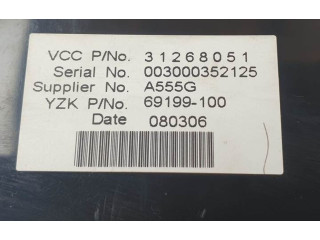 VCC P/No. 31268051
Serial No. 003000352125
Supplier No. A555G
YZK P/No. 69199-100
Date 080306